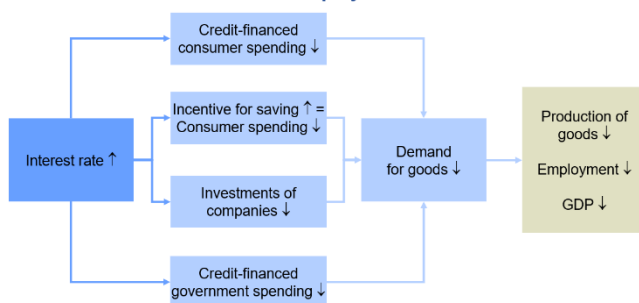 Credit-financed
consumer spending ↓
Incentive for saving ↑ =
Consumer spending ↓
Interest rate ↑
Investments of
companies ↓
Credit-financed
government spending ↓
Demand
for goods ↓
Production of
goods ↓
Employment ↓
GDP ↓